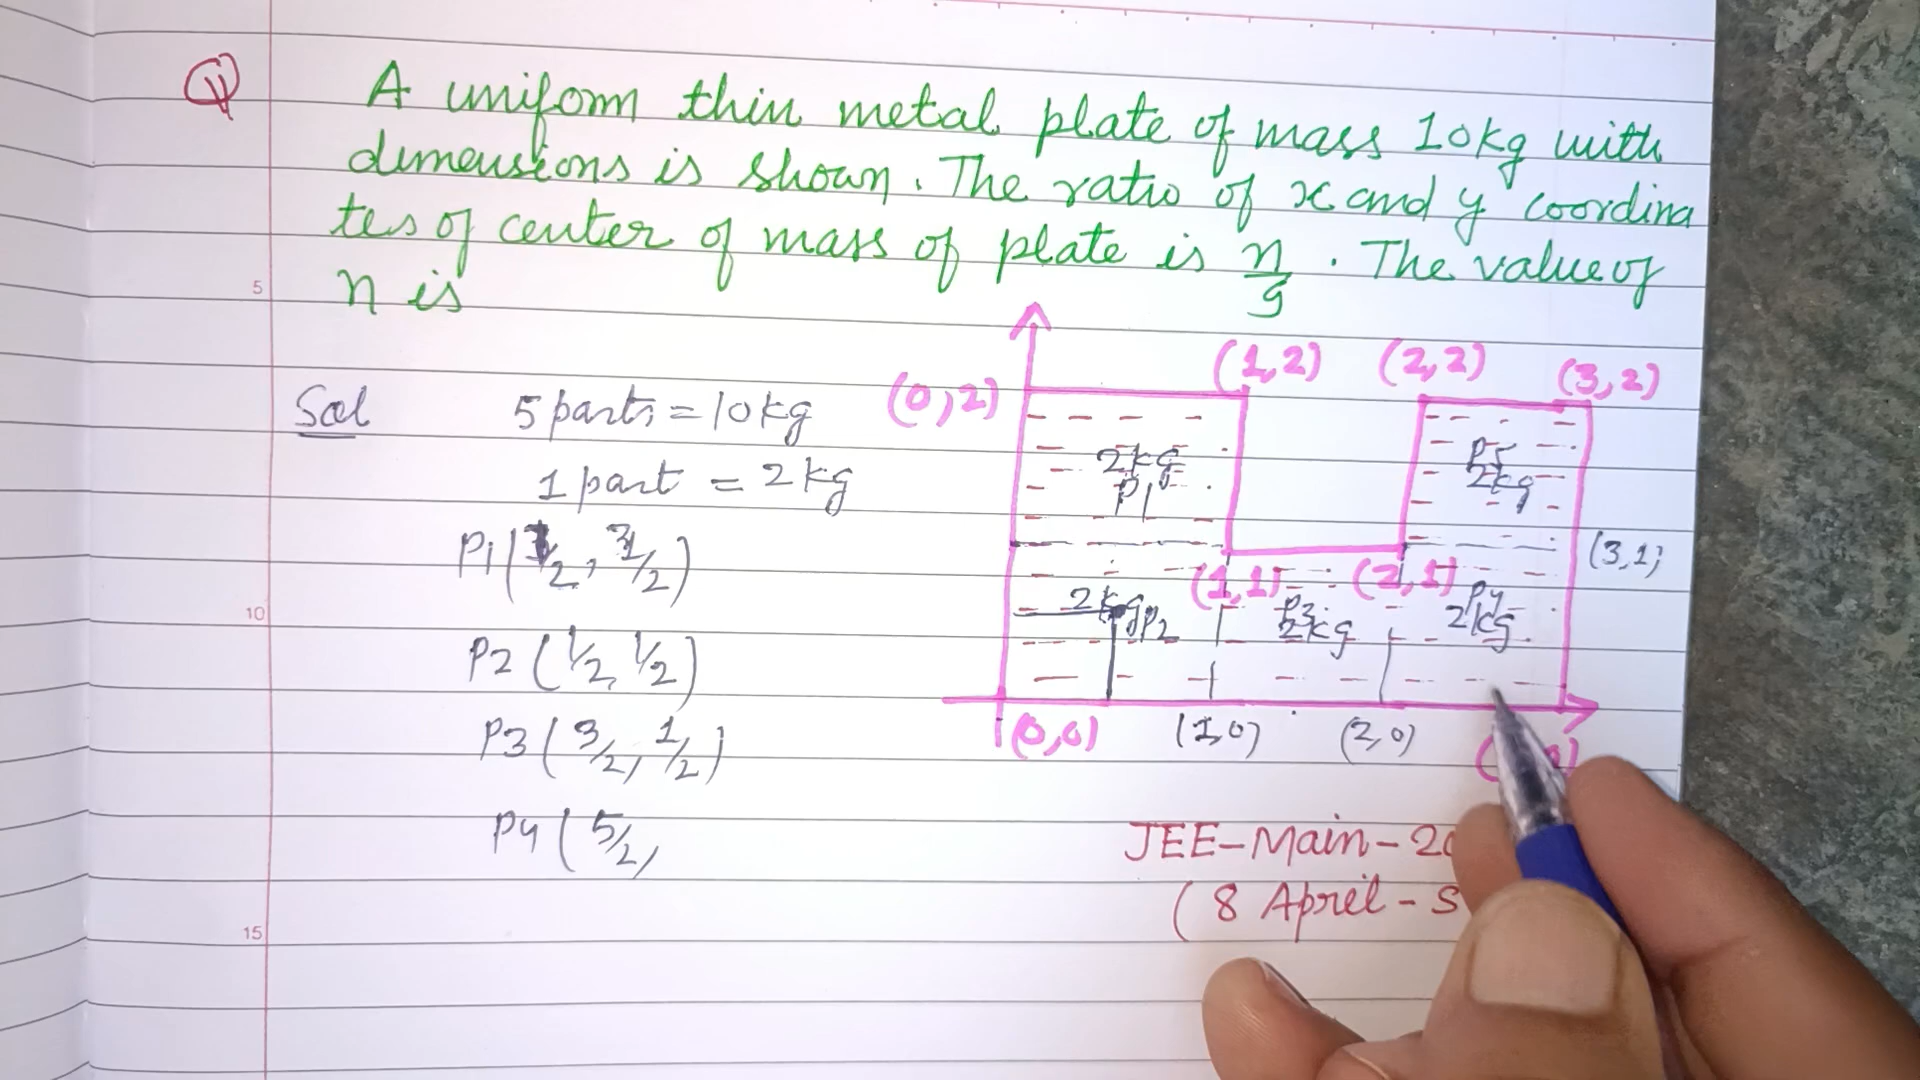 Q
A uniform thin metal plate of mass 10kg with
dimensions is shown. The ratio of x and y coordina
tes of center of mass of plate is n/9. The value of
n is
5
(1,2) (2,2) (3,2)
Sol 5 parts = 10kg (0,2)
1 part = 2kg
2kg P1
P5 2kg
P1(1/2, 3/2)
(3,1)
(1,1) (2,1)
10
2kg P2 P3 2kg P4 2kg
P2(1/2, 1/2)
(0,0) (1,0) (2,0)
P3(3/2, 1/2)
P4(5/2,
JEE-Main-20
(8 April-S
15